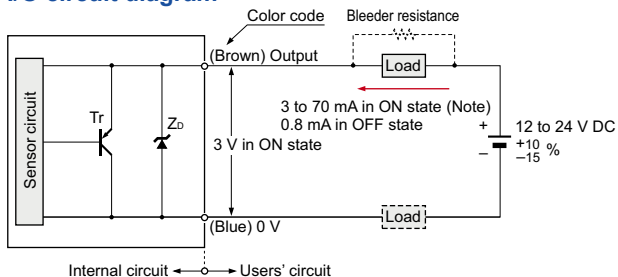 I/O circuit diagram
Color code
Bleeder resistance
(Brown) Output
Load
Sensor circuit
Tr
ZD
3 V in ON state
3 to 70 mA in ON state (Note)
0.8 mA in OFF state
+
–
12 to 24 V DC
+10
–15 %
(Blue) 0 V
Load
Internal circuit
Users' circuit